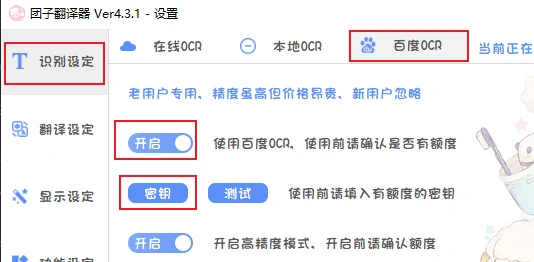 团子翻译器 Ver4.3.1 - 设置
识别设定
在线OCR 本地OCR 百度OCR 当前正在
老用户专用、精度虽高但价格昂贵、新用户忽略
翻译设定
开启 使用百度OCR, 使用前请确认是否有额度
显示设定
密钥 测试 使用前请填入有额度的密钥
开启 开启高精度模式, 开启前请确认额度
功能设定